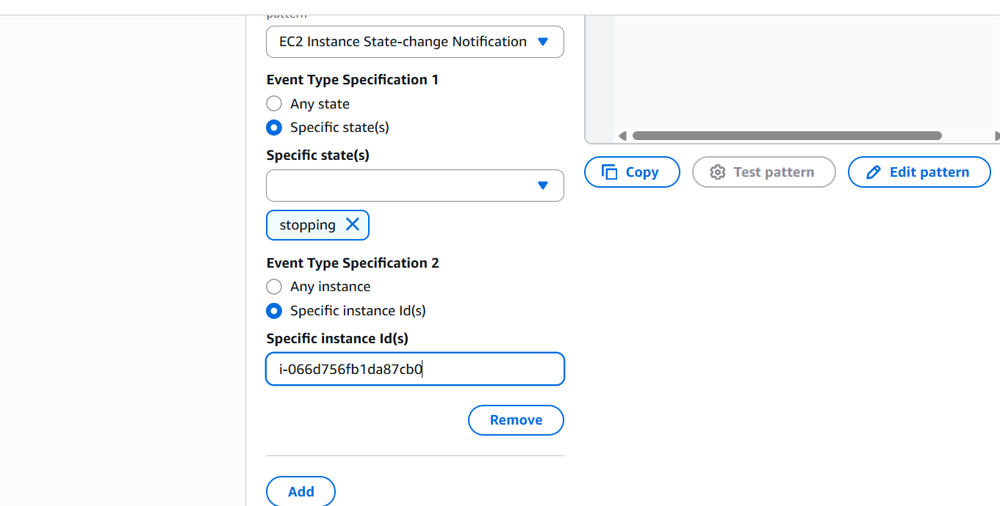 pattern
EC2 Instance State-change Notification
Event Type Specification 1
Any state
Specific state(s)
Specific state(s)
stopping
Event Type Specification 2
Any instance
Specific instance Id(s)
Specific instance Id(s)
i-066d756fb1da87cb0
Remove
Add
Copy
Test pattern
Edit pattern